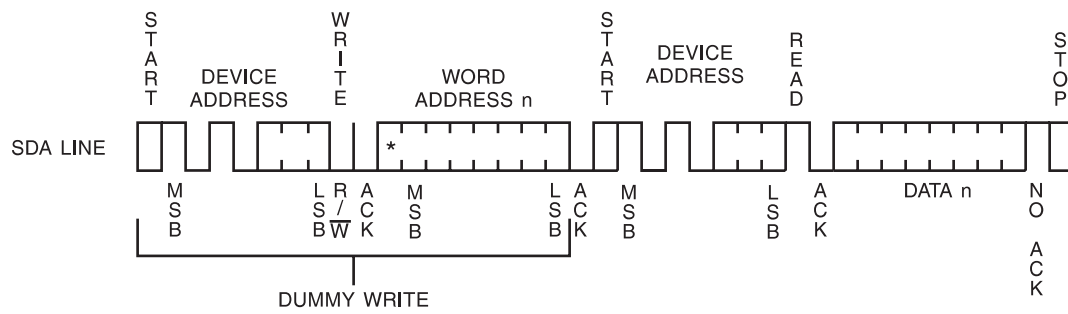 START
WRITE
START
READ
STOP
DEVICE
ADDRESS
WORD
ADDRESS n
DEVICE
ADDRESS
SDA LINE
*
MSB
LSB
R/W
ACK
MSB
LSB
ACK
MSB
LSB
ACK
DATA n
NO ACK
DUMMY WRITE